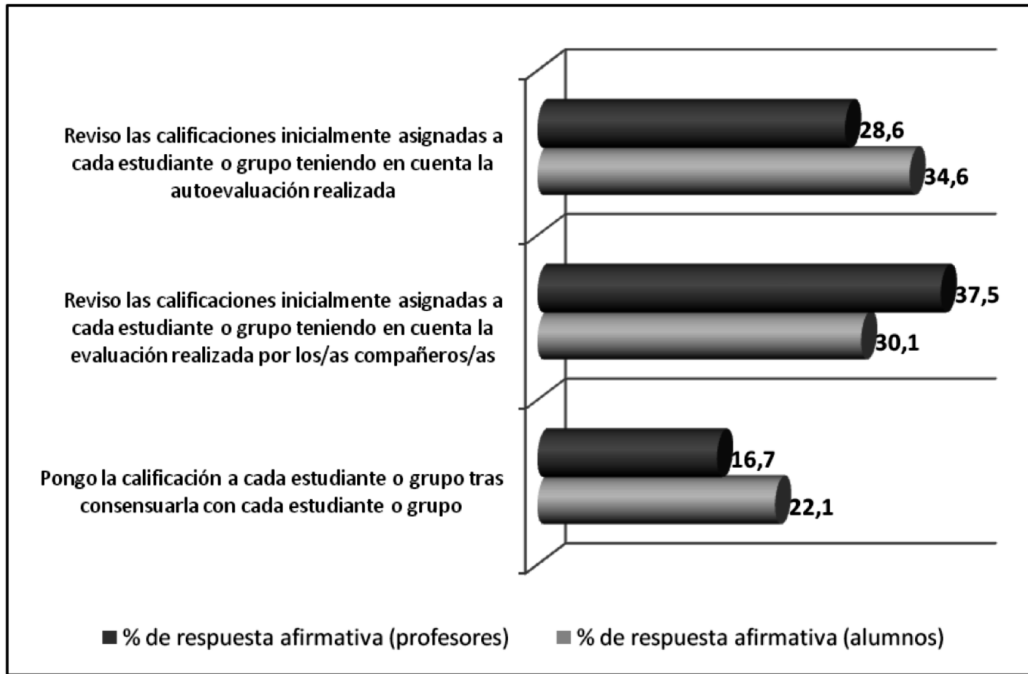 Reviso las calificaciones inicialmente asignadas a
cada estudiante o grupo teniendo en cuenta la
autoevaluación realizada
28,6
34,6
Reviso las calificaciones inicialmente asignadas a
cada estudiante o grupo teniendo en cuenta la
evaluación realizada por los/as compañeros/as
37,5
30,1
Pongo la calificación a cada estudiante o grupo tras
consensuarla con cada estudiante o grupo
16,7
22,1
% de respuesta afirmativa (profesores) % de respuesta afirmativa (alumnos)